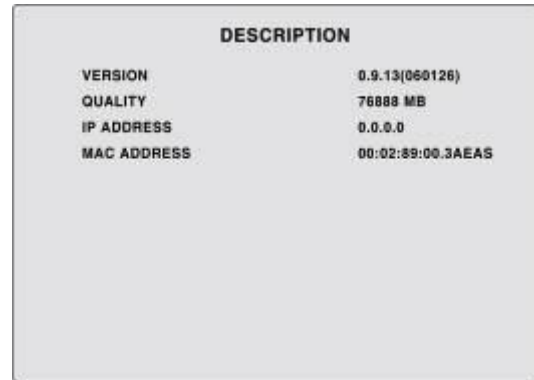 DESCRIPTION
VERSION 0.9.13(060126)
QUALITY 76888 MB
IP ADDRESS 0.0.0.0
MAC ADDRESS 00:02:89:00.3AEAS